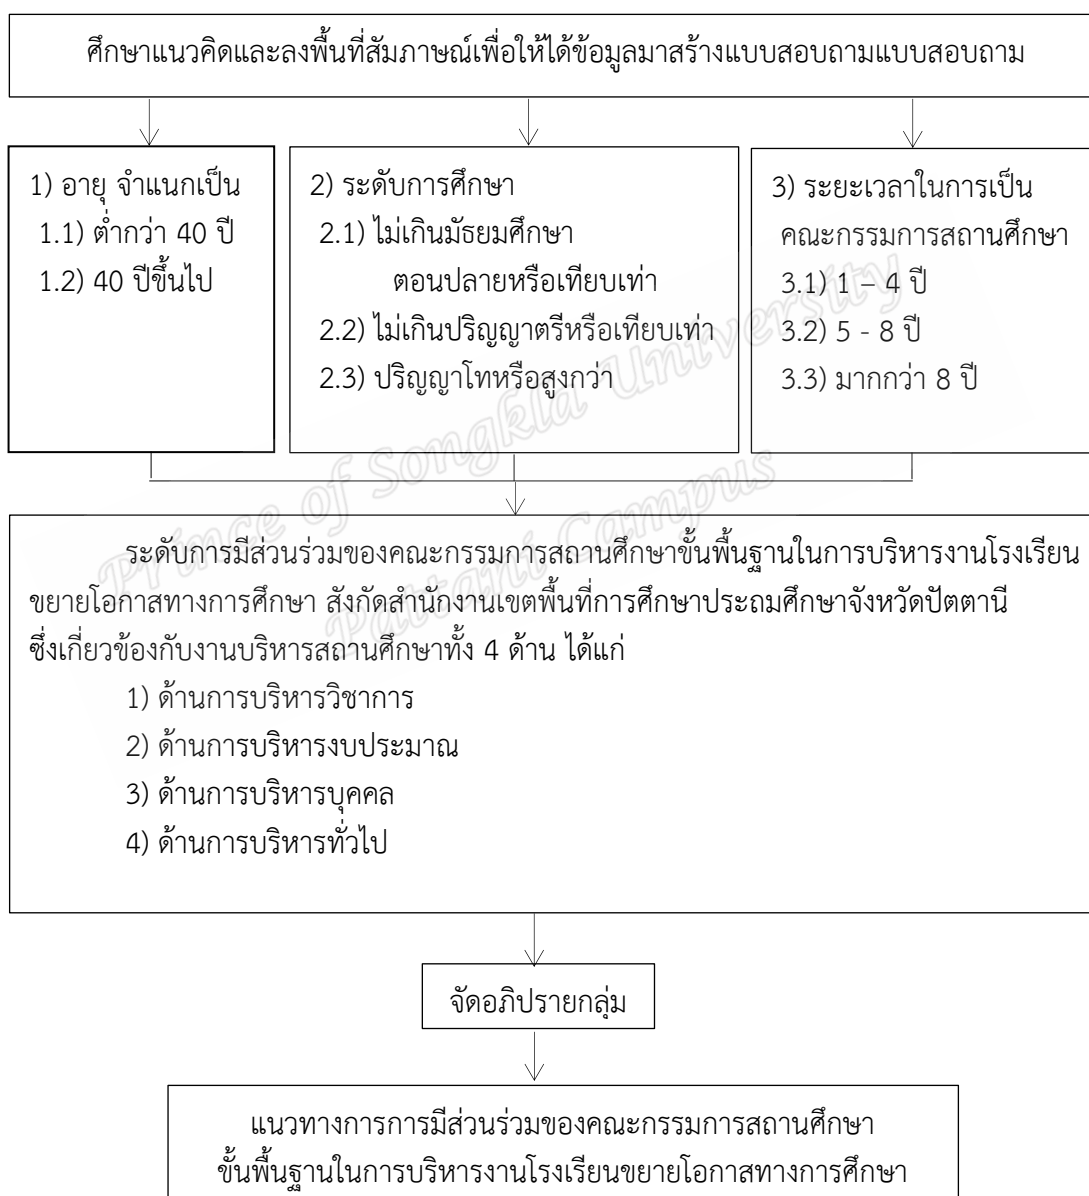 ศึกษาแนวคิดและลงพื้นที่สัมภาษณ์เพื่อให้ได้ข้อมูลมาสร้างแบบสอบถามแบบสอบถาม
1) อายุ จำแนกเป็น
1.1) ต่ำกว่า 40 ปี
1.2) 40 ปีขึ้นไป
2) ระดับการศึกษา
2.1) ไม่เกินมัธยมศึกษา
ตอนปลายหรือเทียบเท่า
2.2) ไม่เกินปริญญาตรีหรือเทียบเท่า
2.3) ปริญญาโทหรือสูงกว่า
3) ระยะเวลาในการเป็น
คณะกรรมการสถานศึกษา
3.1) 1 – 4 ปี
3.2) 5 - 8 ปี
3.3) มากกว่า 8 ปี
Prince of Songkla University
Pattani Campus
ระดับการมีส่วนร่วมของคณะกรรมการสถานศึกษาขั้นพื้นฐานในการบริหารงานโรงเรียน
ขยายโอกาสทางการศึกษา สังกัดสำนักงานเขตพื้นที่การศึกษาประถมศึกษาจังหวัดปัตตานี
ซึ่งเกี่ยวข้องกับงานบริหารสถานศึกษาทั้ง 4 ด้าน ได้แก่
1) ด้านการบริหารวิชาการ
2) ด้านการบริหารงบประมาณ
3) ด้านการบริหารบุคคล
4) ด้านการบริหารทั่วไป
จัดอภิปรายกลุ่ม
แนวทางการการมีส่วนร่วมของคณะกรรมการสถานศึกษา
ขั้นพื้นฐานในการบริหารงานโรงเรียนขยายโอกาสทางการศึกษา